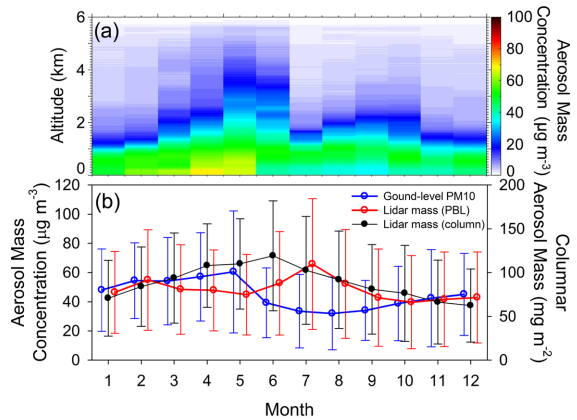 (a)
Altitude (km)
6
4
2
0
Aerosol Mass
Concentration (µg m-3)
100
80
60
40
20
0
(b)
Aerosol Mass
Concentration (µg m-3)
120
100
80
60
40
20
0
Gound-level PM10
Lidar mass (PBL)
Lidar mass (column)
200
150
100
50
0
Columnar
Aerosol Mass (mg m-2)
1 2 3 4 5 6 7 8 9 10 11 12
Month